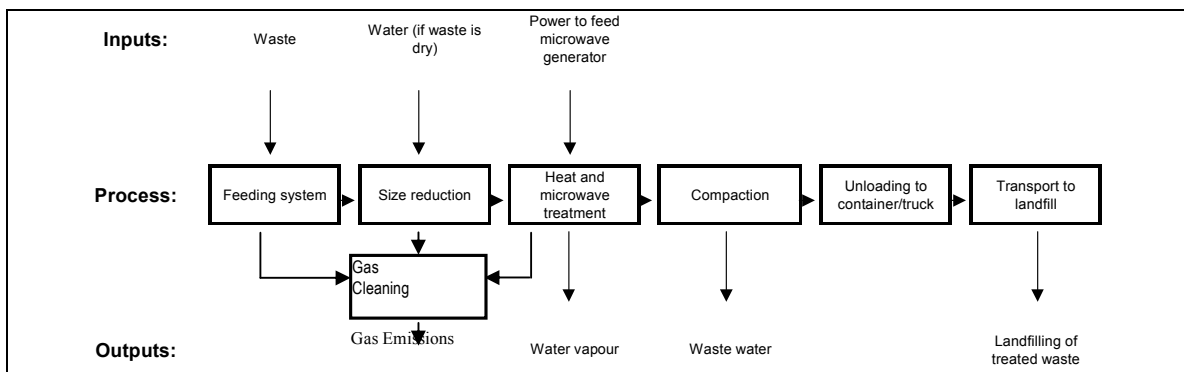 Inputs:
Waste
Water (if waste is
dry)
Power to feed
microwave
generator
Process:
Feeding system
Size reduction
Heat and
microwave
treatment
Compaction
Unloading to
container/truck
Transport to
landfill
Gas
Cleaning
Gas Emissions
Outputs:
Water vapour
Waste water
Landfilling of
treated waste